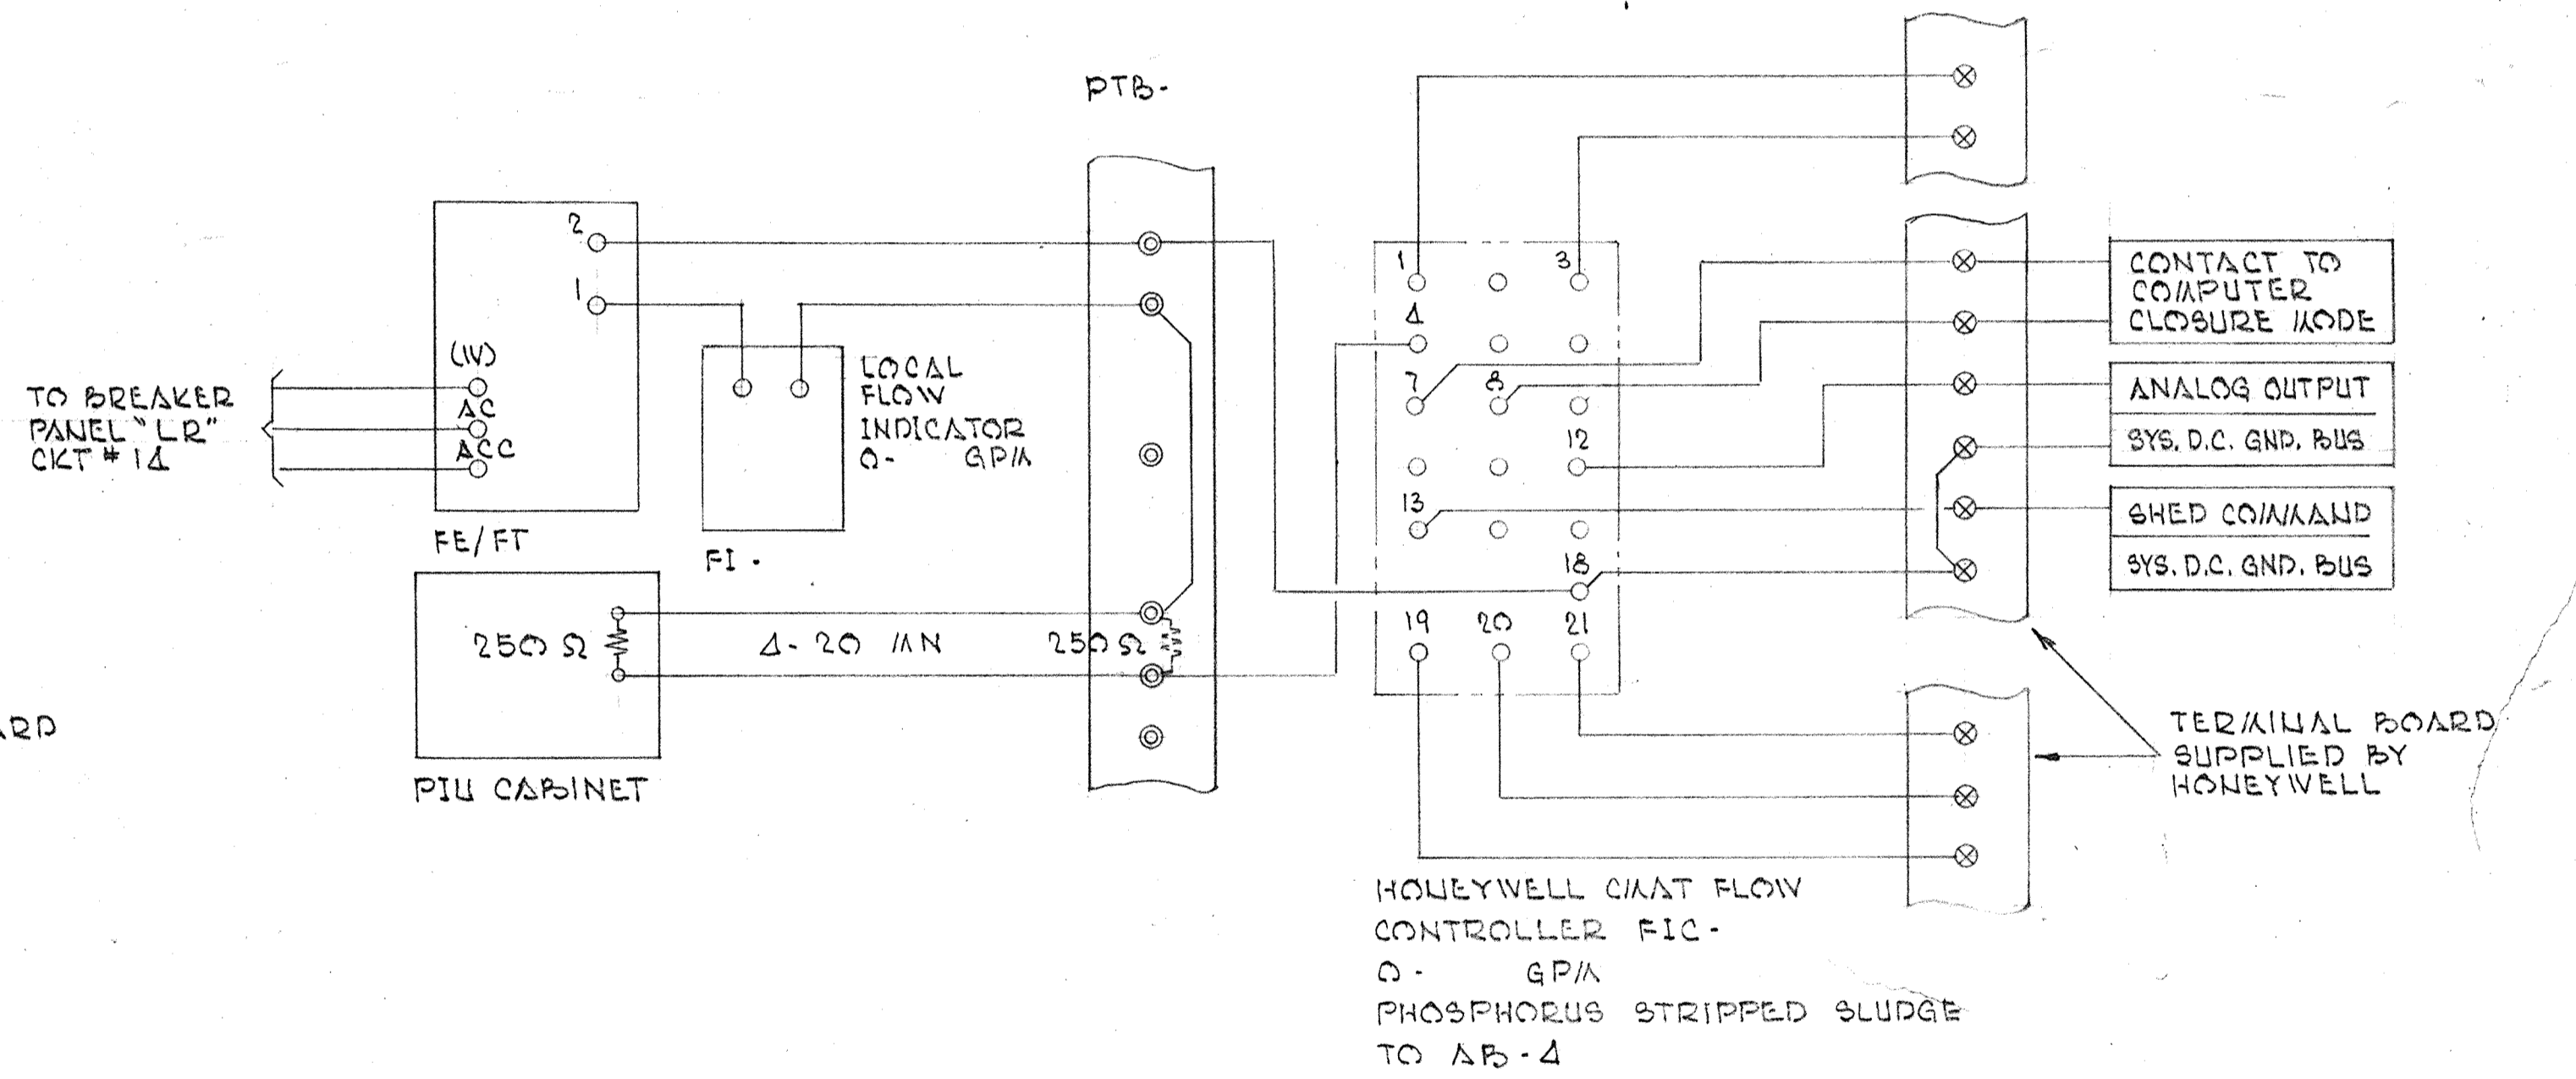 PTB-
2
1
(W)
AC
ACC
TO BREAKER
PANEL "LR"
CKT # 14
FE/FT
LOCAL
FLOW
INDICATOR
0- GPM
FI -
250 Ω
4-20 MA
250 Ω
PIU CABINET
ARD
1
3
4
7
8
12
13
18
19
20
21
CONTACT TO
COMPUTER
CLOSURE MODE
ANALOG OUTPUT
SYS. D.C. GND. BUS
SHED COMMAND
SYS. D.C. GND. BUS
TERMINAL BOARD
SUPPLIED BY
HONEYWELL
HONEYWELL CMAT FLOW
CONTROLLER FIC-
0- GPM
PHOSPHORUS STRIPPED SLUDGE
TO AB-4